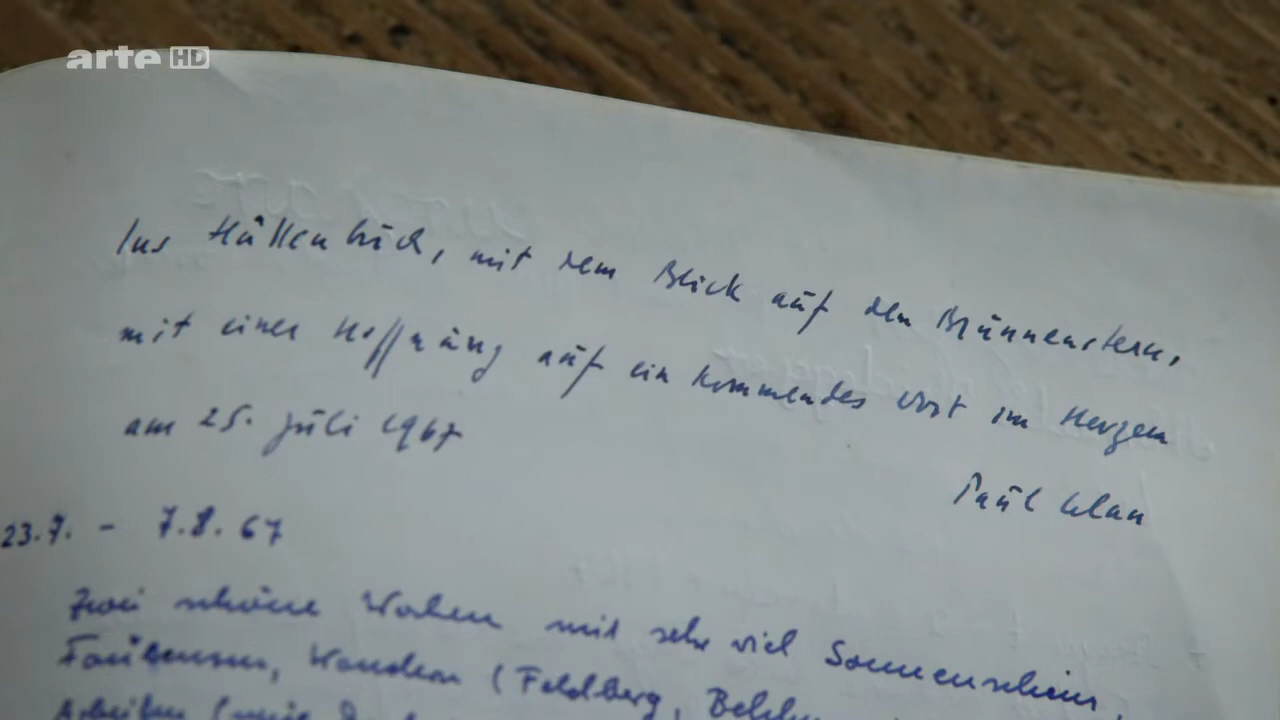 arte HD
Ins Hüttenbuch, mit dem Blick auf den Brunnenstern,
mit einer Hoffnung auf ein kommendes Wort im Herzen
am 25. Juli 1967
Paul Celan
23.7. - 7.8.67
Zwei schöne Wochen mit sehr viel Sonnenschein,
Faulenzen, Wandern (Feldberg, Belchen
Arbeiten